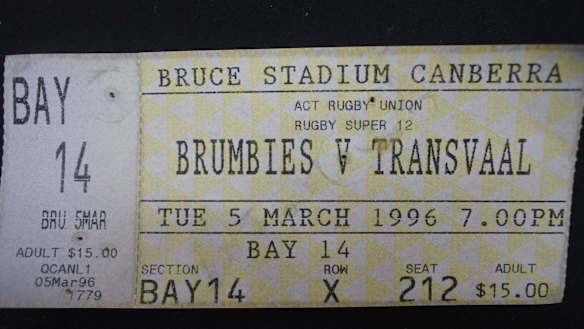 BAY
14
BRU 5MAR
ADULT $15.00
QCANL1
05Mar96
1779
BRUCE STADIUM CANBERRA
ACT RUGBY UNION
RUGBY SUPER 12
BRUMBIES V TRANSVAAL
TUE 5 MARCH 1996 7.00PM
BAY 14
SECTION ROW SEAT ADULT
BAY14 X 212 $15.00